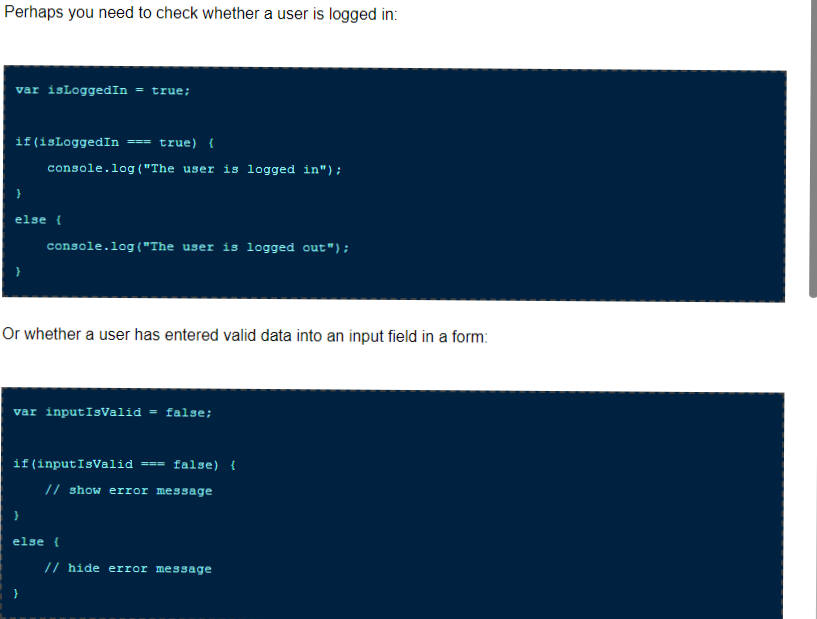 Perhaps you need to check whether a user is logged in:
var isLoggedIn = true;
if(isLoggedIn === true) {
console.log("The user is logged in");
}
else {
console.log("The user is logged out");
}
Or whether a user has entered valid data into an input field in a form:
var inputIsValid = false;
if(inputIsValid === false) {
// show error message
}
else {
// hide error message
}